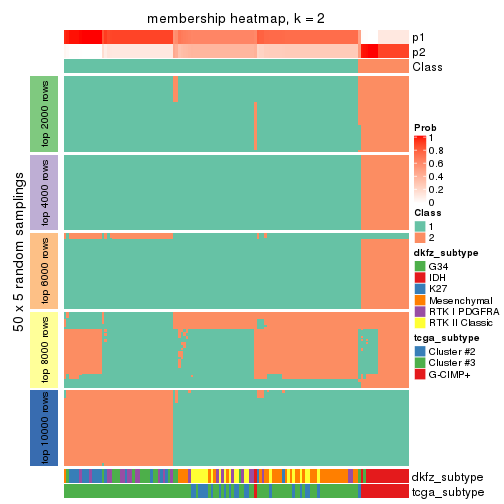 membership heatmap, k = 2
p1
p2
Class
50 x 5 random samplings
top 2000 rows
top 4000 rows
top 6000 rows
top 8000 rows
top 10000 rows
dkfz_subtype
tcga_subtype
Prob
1
0.8
0.6
0.4
0.2
0
Class
1
2
dkfz_subtype
G34
IDH
K27
Mesenchymal
RTK I PDGFRA
RTK II Classic
tcga_subtype
Cluster #2
Cluster #3
G-CIMP+